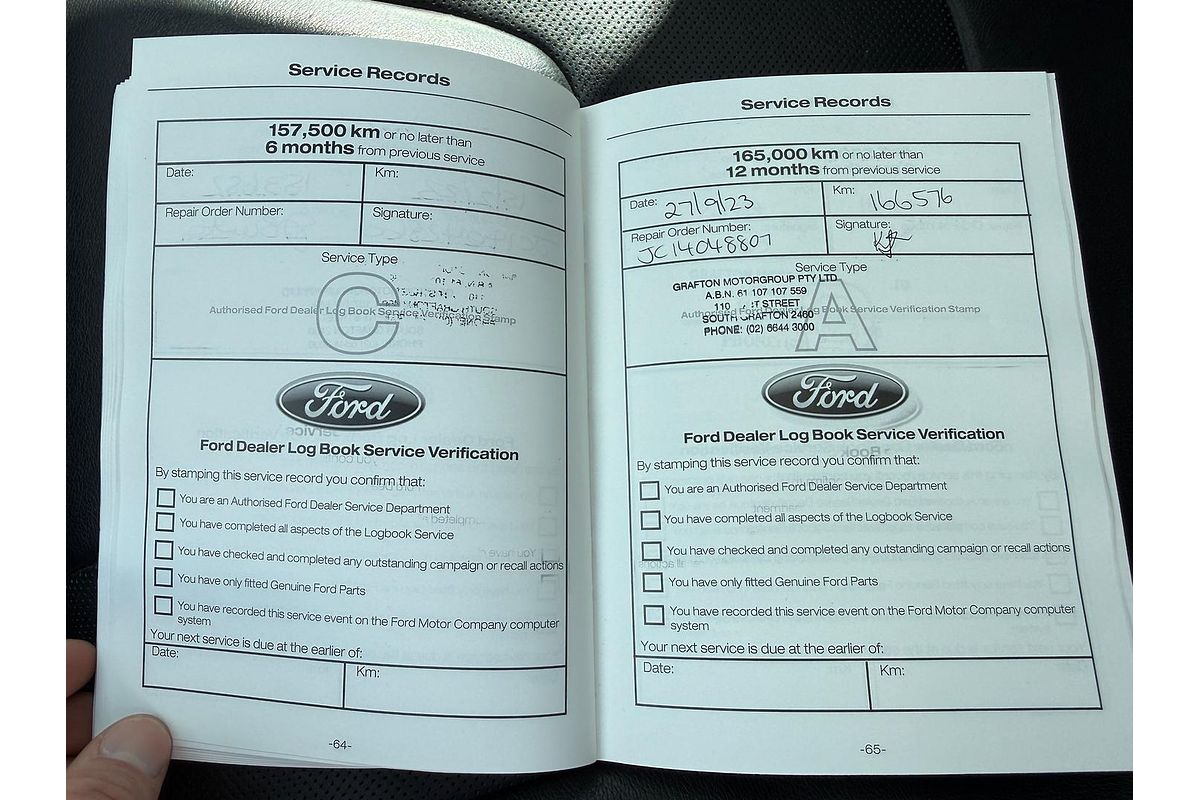 Service Records
157,500 km or no later than
6 months from previous service
Date:
Km:
Repair Order Number:
Signature:
Service Type
C
Authorised Ford Dealer Log Book Service Verification Stamp
Ford
Ford Dealer Log Book Service Verification
By stamping this service record you confirm that:
You are an Authorised Ford Dealer Service Department
You have completed all aspects of the Logbook Service
You have checked and completed any outstanding campaign or recall actions
You have only fitted Genuine Ford Parts
You have recorded this service event on the Ford Motor Company computer
system
Your next service is due at the earlier of:
Date:
Km:
-64-
Service Records
165,000 km or no later than
12 months from previous service
Date: 27/9/23
Km: 166576
Repair Order Number:
JC14048807
Signature:
Service Type
GRAFTON MOTORGROUP PTY LTD
A.B.N. 61 107 107 559
110 STREET
SOUTH GRAFTON 2460
PHONE: (02) 6644 3000
A
Authorised Ford Dealer Log Book Service Verification Stamp
Ford
Ford Dealer Log Book Service Verification
By stamping this service record you confirm that:
You are an Authorised Ford Dealer Service Department
You have completed all aspects of the Logbook Service
You have checked and completed any outstanding campaign or recall actions
You have only fitted Genuine Ford Parts
You have recorded this service event on the Ford Motor Company computer
system
Your next service is due at the earlier of:
Date:
Km:
-65-